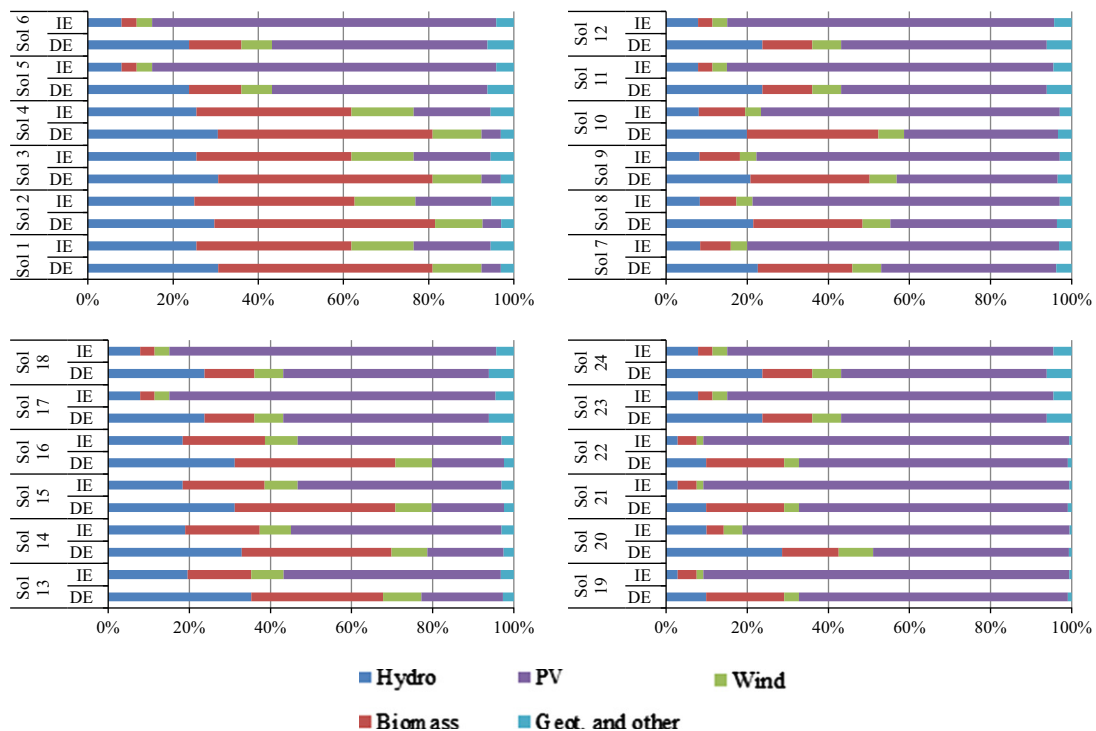 Sol 6 IE
DE
Sol 5 IE
DE
Sol 4 IE
DE
Sol 3 IE
DE
Sol 2 IE
DE
Sol 1 IE
DE
0% 20% 40% 60% 80% 100%
Sol 12 IE
DE
Sol 11 IE
DE
Sol 10 IE
DE
Sol 9 IE
DE
Sol 8 IE
DE
Sol 7 IE
DE
0% 20% 40% 60% 80% 100%
Sol 18 IE
DE
Sol 17 IE
DE
Sol 16 IE
DE
Sol 15 IE
DE
Sol 14 IE
DE
Sol 13 IE
DE
0% 20% 40% 60% 80% 100%
Sol 24 IE
DE
Sol 23 IE
DE
Sol 22 IE
DE
Sol 21 IE
DE
Sol 20 IE
DE
Sol 19 IE
DE
0% 20% 40% 60% 80% 100%
Hydro PV Wind
Biomass Geot. and other